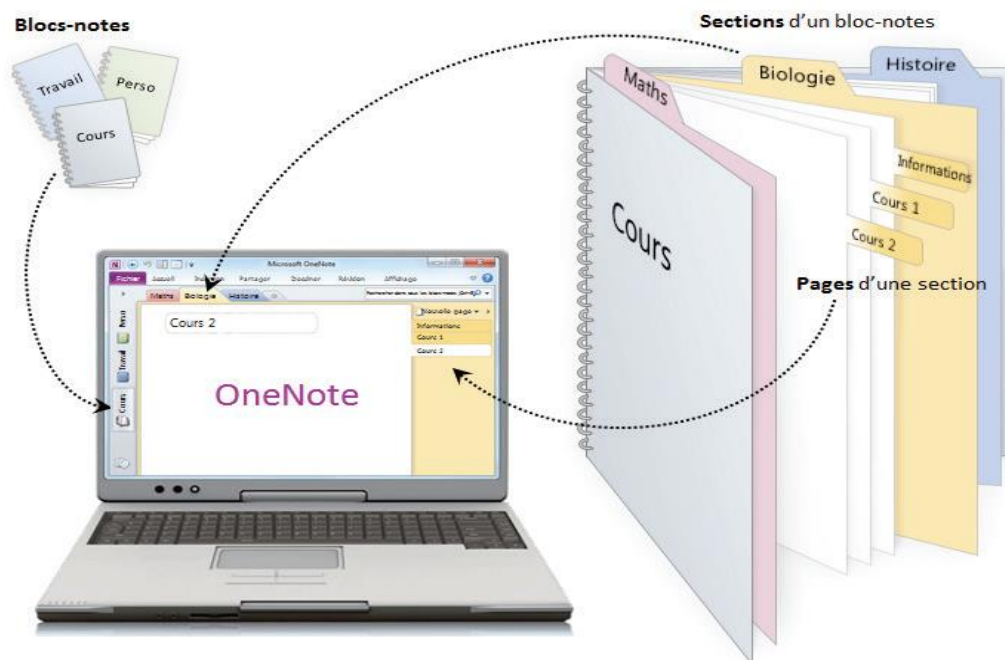 Blocs-notes
Travail
Perso
Cours
Sections d'un bloc-notes
Maths
Biologie
Histoire
Informations
Cours 1
Cours 2
Cours
Pages d'une section
Microsoft OneNote
Fichier Accueil Insertion Partager Dessiner Révision Affichage
Maths Biologie Histoire
Perso
Travail
Cours
Cours 2
OneNote
Nouvelle page
Informations
Cours 1
Cours 2